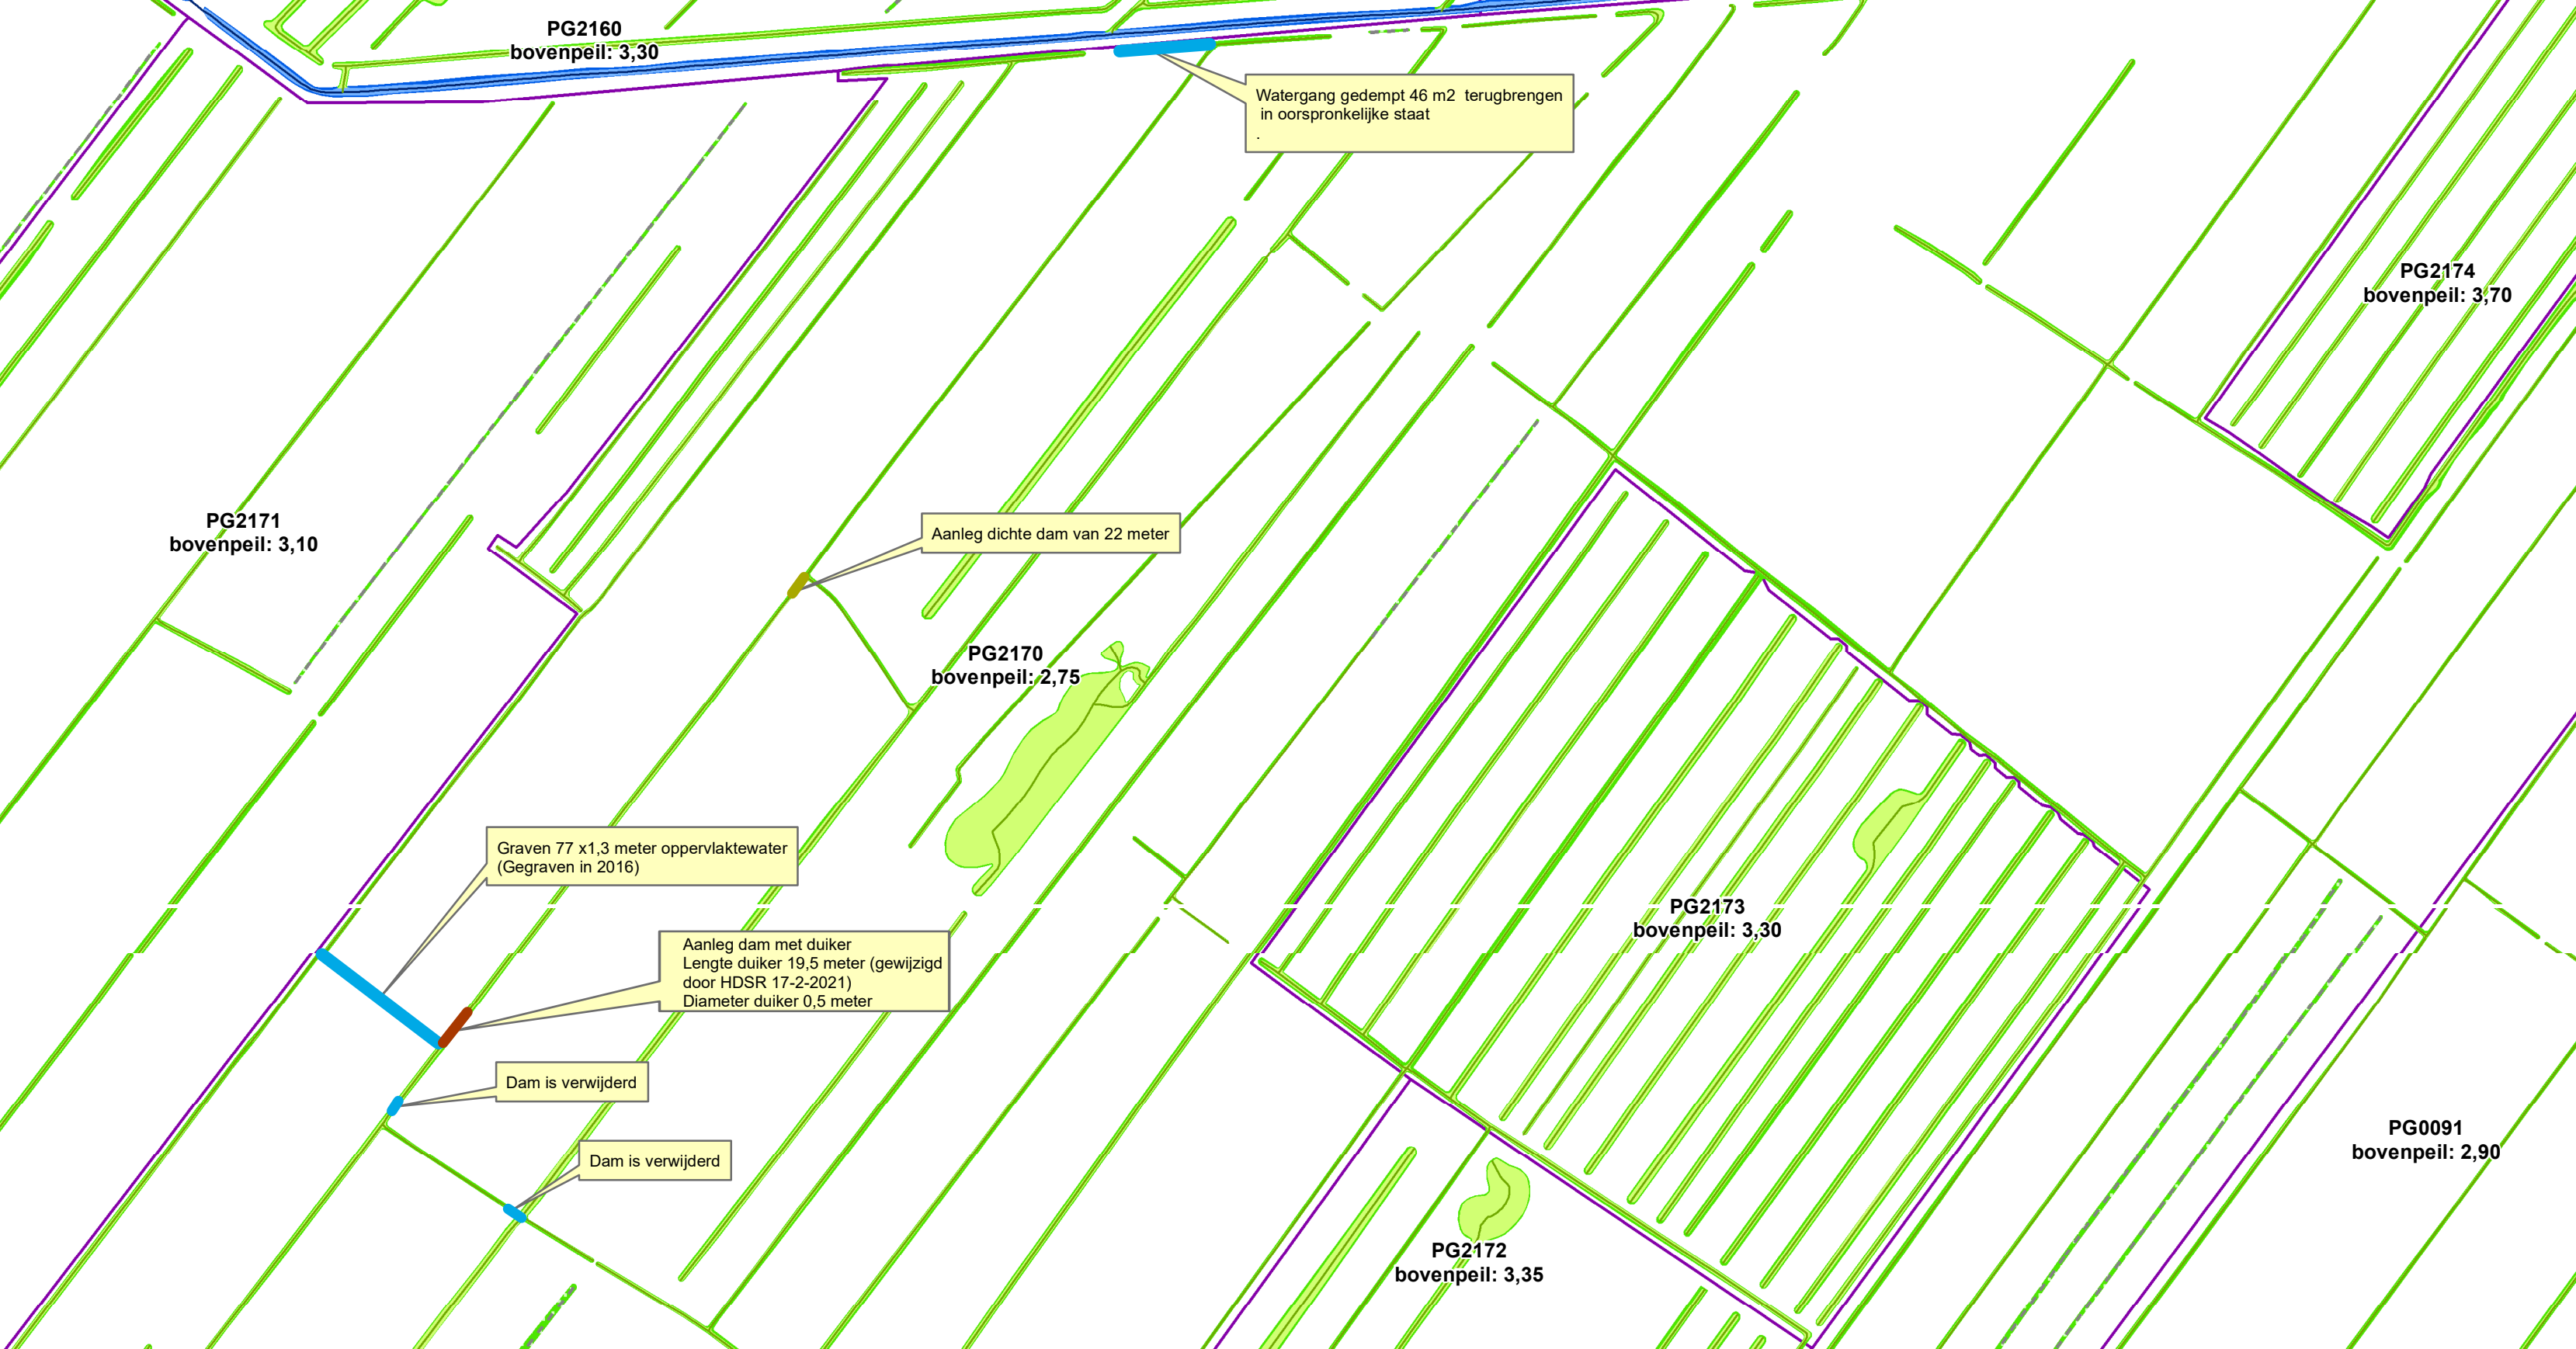 PG2160
bovenpeil: 3,30
Watergang gedempt 46 m2  terugbrengen
in oorspronkelijke staat
.
PG2174
bovenpeil: 3,70
PG2171
bovenpeil: 3,10
Aanleg dichte dam van 22 meter
PG2170
bovenpeil: 2,75
Graven 77 x1,3 meter oppervlaktewater
(Gegraven in 2016)
PG2173
bovenpeil: 3,30
Aanleg dam met duiker
Lengte duiker 19,5 meter (gewijzigd
door HDSR 17-2-2021)
Diameter duiker 0,5 meter
Dam is verwijderd
Dam is verwijderd
PG0091
bovenpeil: 2,90
PG2172
bovenpeil: 3,35